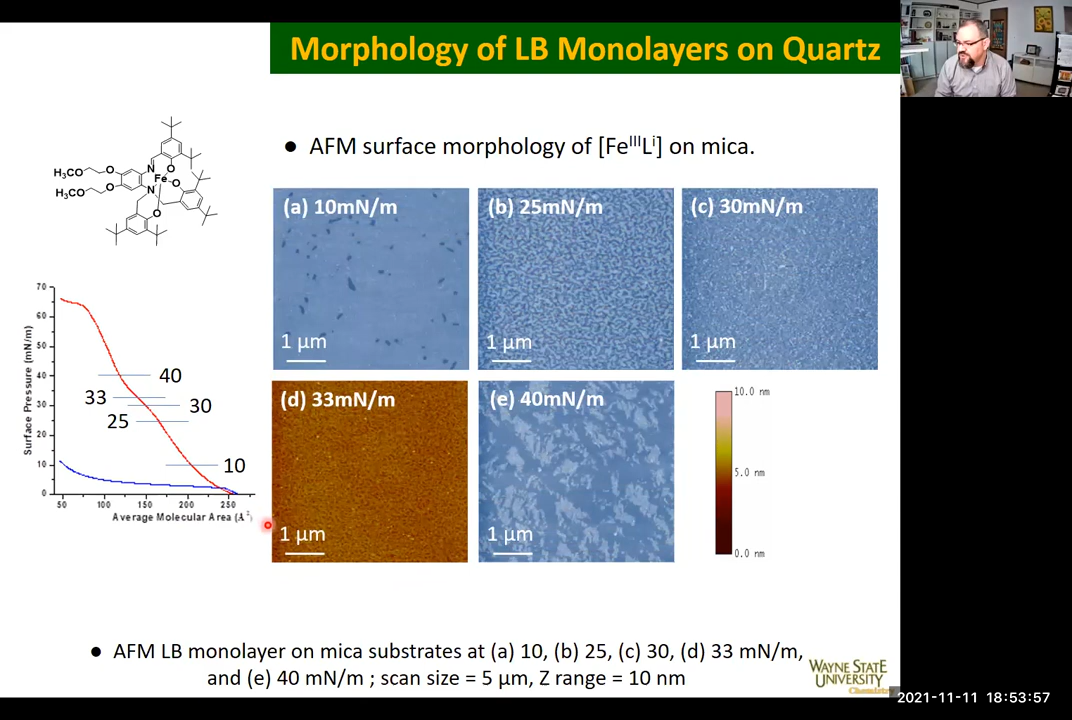 Morphology of LB Monolayers on Quartz
● AFM surface morphology of [FeᴵᴵᴵLⁱ] on mica.
H₃CO
O
N
O
Fe
O
H₃CO
O
N
O
(a) 10mN/m
1 µm
(b) 25mN/m
1 µm
(c) 30mN/m
1 µm
(d) 33mN/m
1 µm
(e) 40mN/m
1 µm
10.0 nm
5.0 nm
0.0 nm
Surface Pressure (mN/m)
70
60
50
40
30
20
10
0
40
33
30
25
10
50 100 150 200 250
Average Molecular Area (Å²)
● AFM LB monolayer on mica substrates at (a) 10, (b) 25, (c) 30, (d) 33 mN/m,
and (e) 40 mN/m ; scan size = 5 µm, Z range = 10 nm
WAYNE STATE
UNIVERSITY
Chemistry
2021-11-11 18:53:57